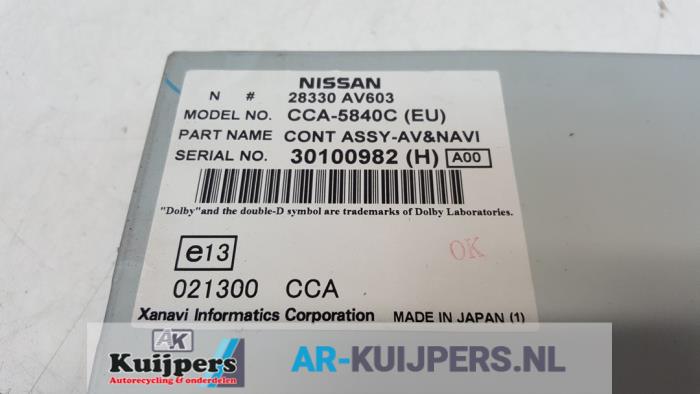 NISSAN
N # 28330 AV603
MODEL NO. CCA-5840C (EU)
PART NAME CONT ASSY-AV&NAVI
SERIAL NO. 30100982 (H) A00
"Dolby"and the double-D symbol are trademarks of Dolby Laboratories.
e13
OK
021300 CCA
Xanavi Informatics Corporation MADE IN JAPAN (1)
AK
Kuijpers
Autorecycling & onderdelen
AR-KUIJPERS.NL